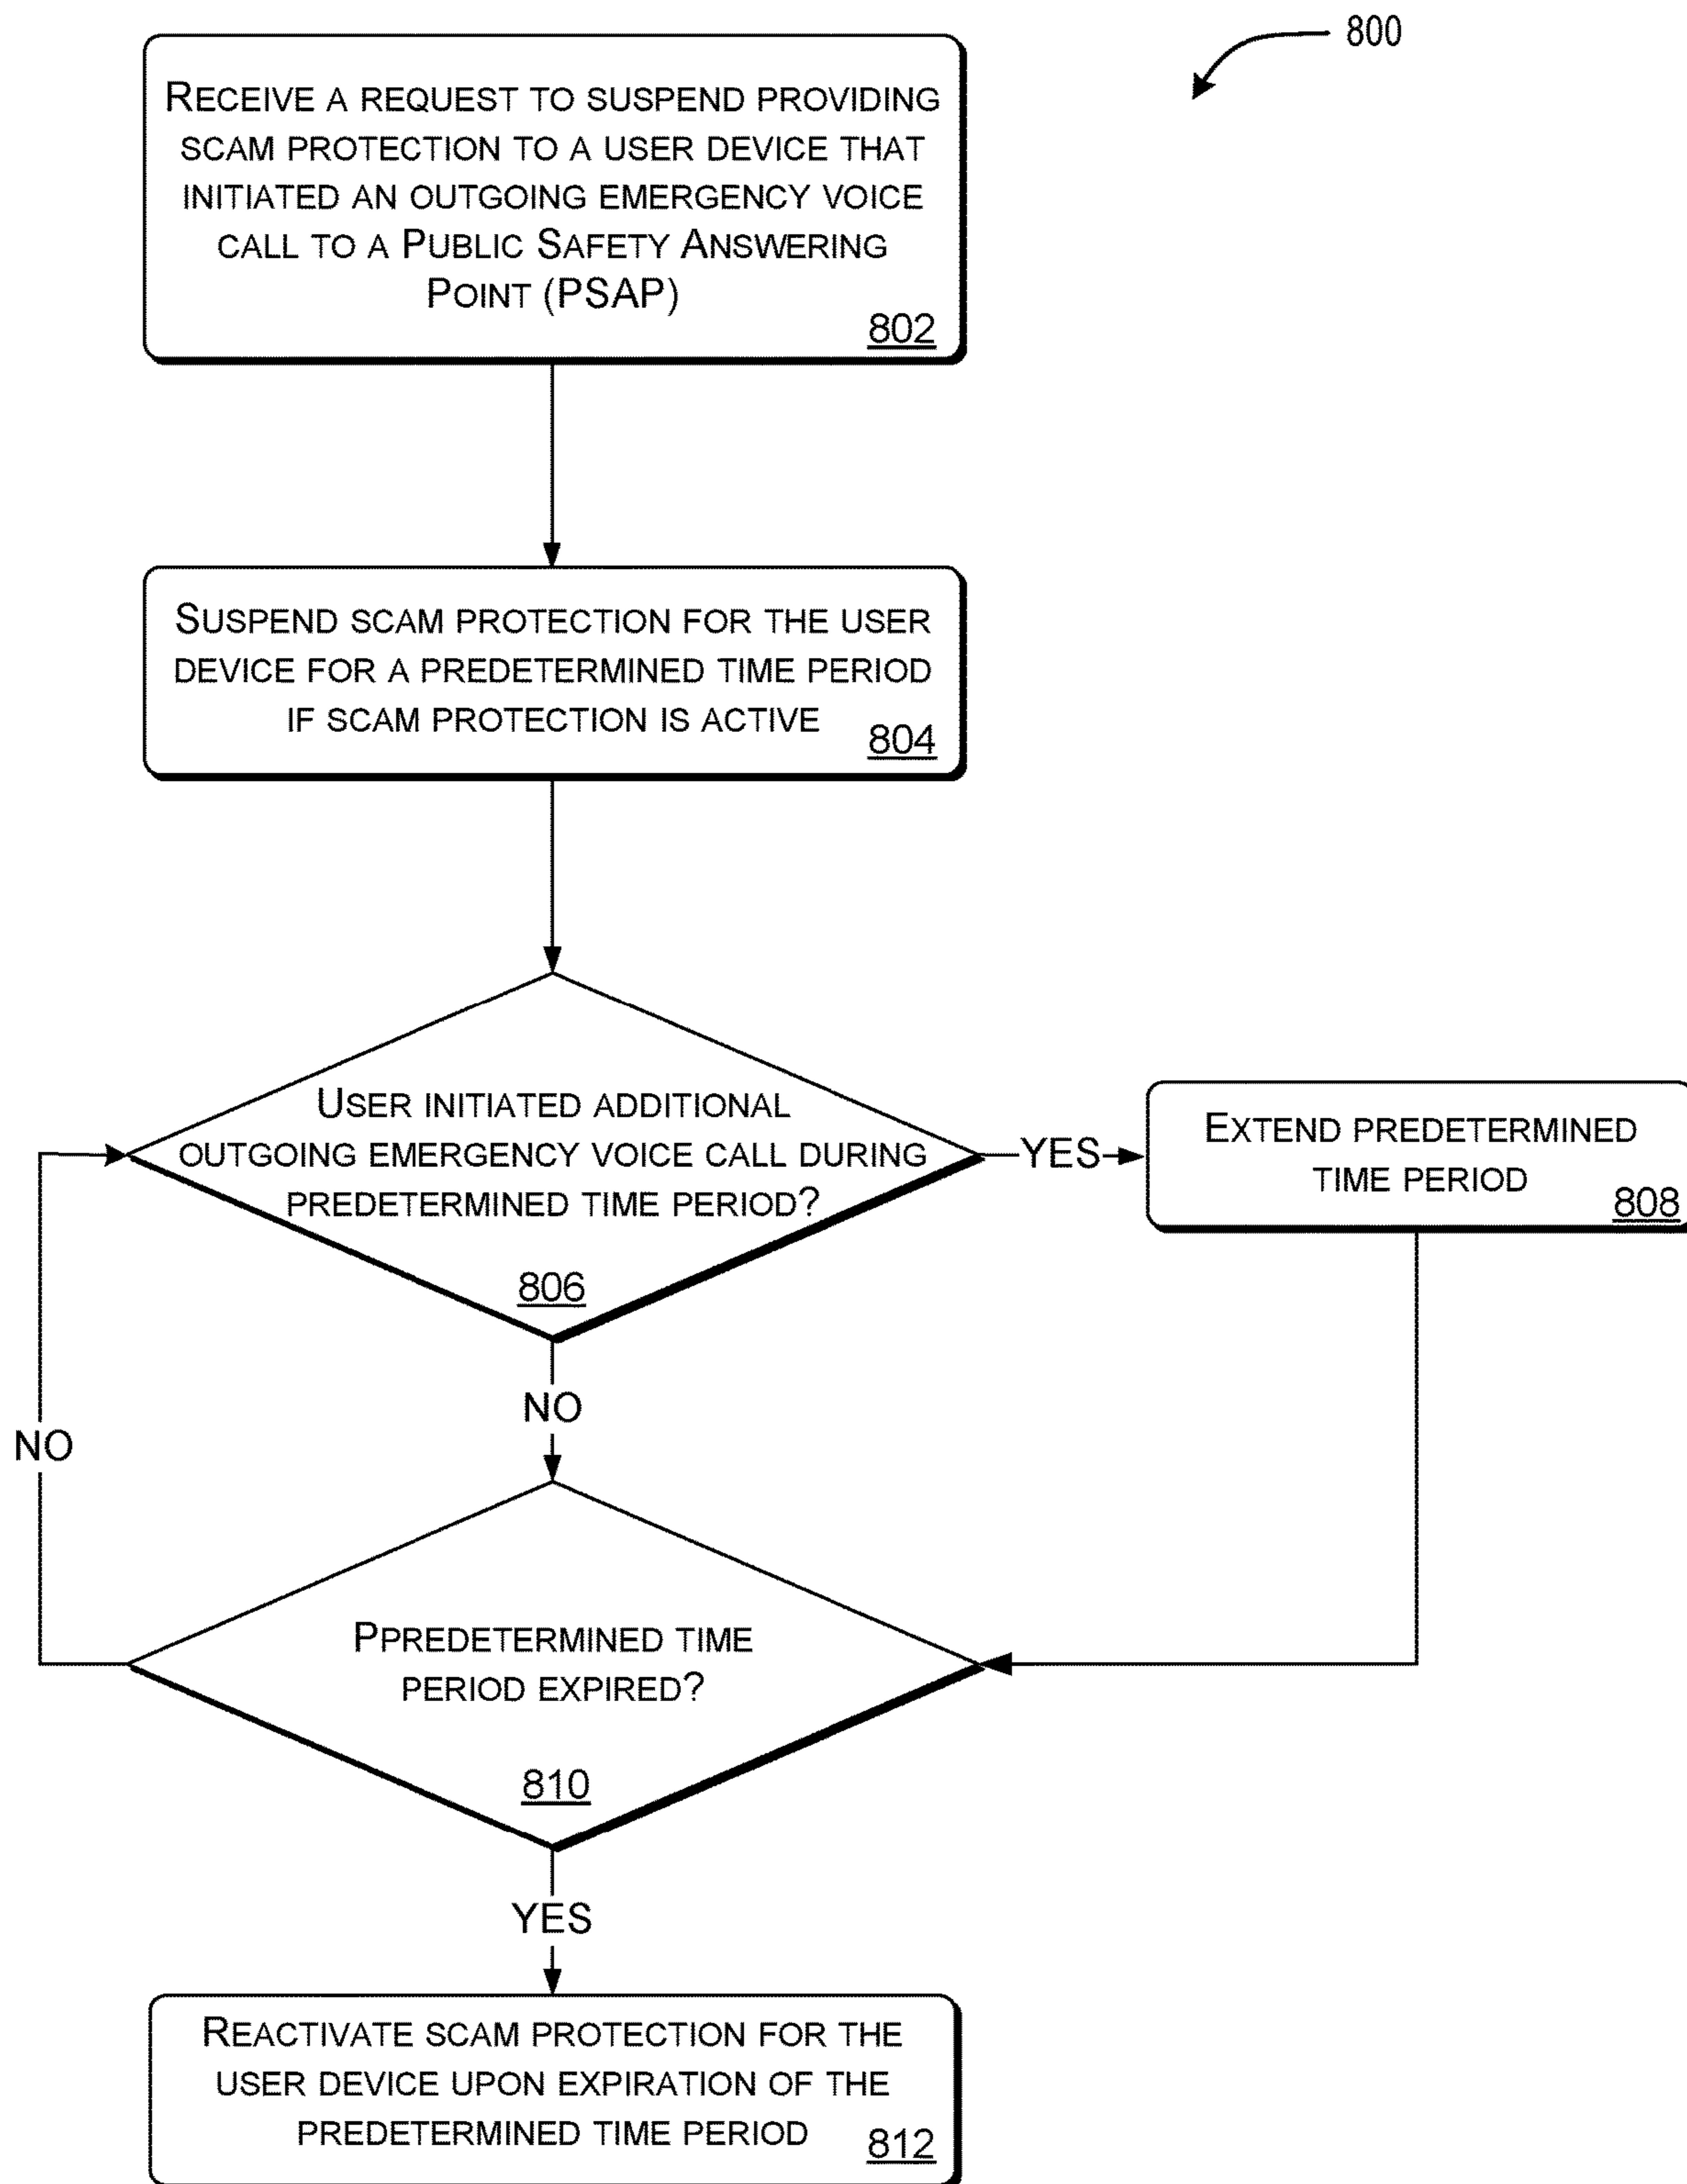 800
RECEIVE A REQUEST TO SUSPEND PROVIDING
SCAM PROTECTION TO A USER DEVICE THAT
INITIATED AN OUTGOING EMERGENCY VOICE
CALL TO A PUBLIC SAFETY ANSWERING
POINT (PSAP)
802
SUSPEND SCAM PROTECTION FOR THE USER
DEVICE FOR A PREDETERMINED TIME PERIOD
IF SCAM PROTECTION IS ACTIVE
804
USER INITIATED ADDITIONAL
OUTGOING EMERGENCY VOICE CALL DURING
PREDETERMINED TIME PERIOD?
806
YES
EXTEND PREDETERMINED
TIME PERIOD
808
NO
NO
PPREDETERMINED TIME
PERIOD EXPIRED?
810
YES
REACTIVATE SCAM PROTECTION FOR THE
USER DEVICE UPON EXPIRATION OF THE
PREDETERMINED TIME PERIOD
812